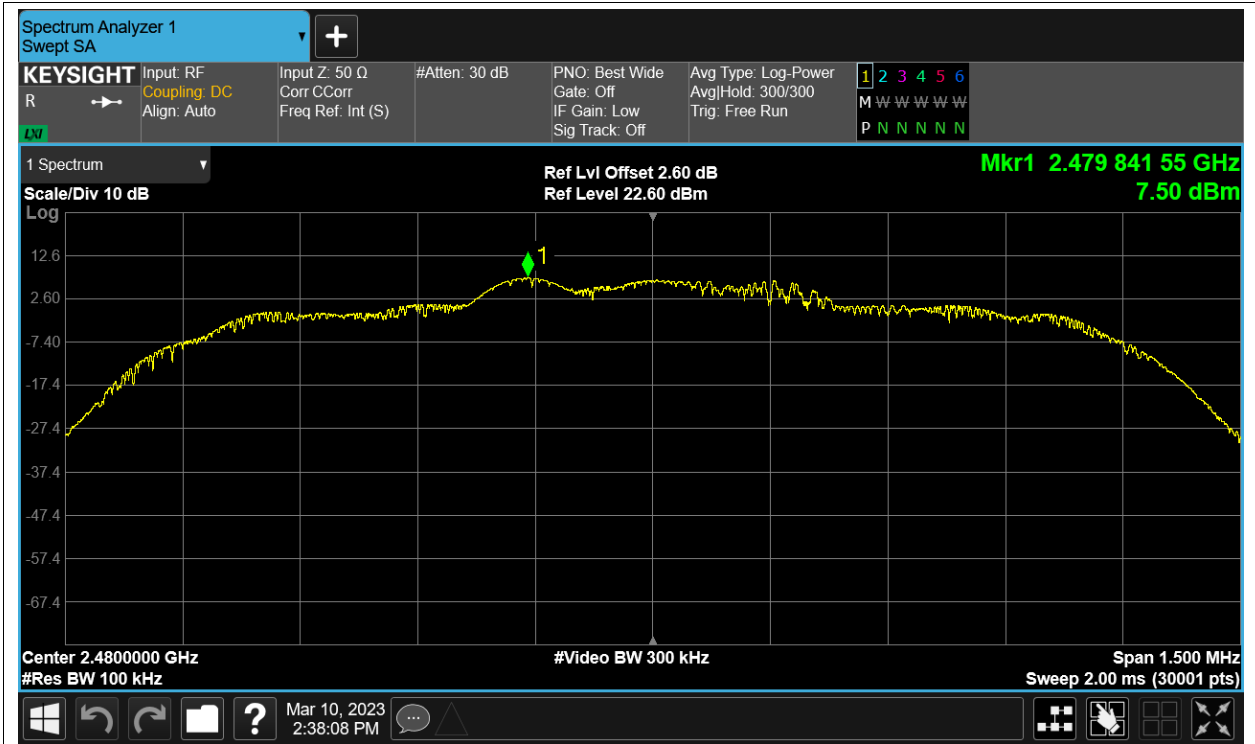 Spectrum Analyzer 1
Swept SA
KEYSIGHT
R
LXI
Input: RF
Coupling: DC
Align: Auto
Input Z: 50 Ω
Corr CCorr
Freq Ref: Int (S)
#Atten: 30 dB
PNO: Best Wide
Gate: Off
IF Gain: Low
Sig Track: Off
Avg Type: Log-Power
Avg|Hold: 300/300
Trig: Free Run
1 2 3 4 5 6
M W W W W W
P N N N N N
1 Spectrum
Scale/Div 10 dB
Log
Ref Lvl Offset 2.60 dB
Ref Level 22.60 dBm
Mkr1 2.479 841 55 GHz
7.50 dBm
1
12.6
2.60
-7.40
-17.4
-27.4
-37.4
-47.4
-57.4
-67.4
Center 2.4800000 GHz
#Res BW 100 kHz
#Video BW 300 kHz
Span 1.500 MHz
Sweep 2.00 ms (30001 pts)
?
Mar 10, 2023
2:38:08 PM